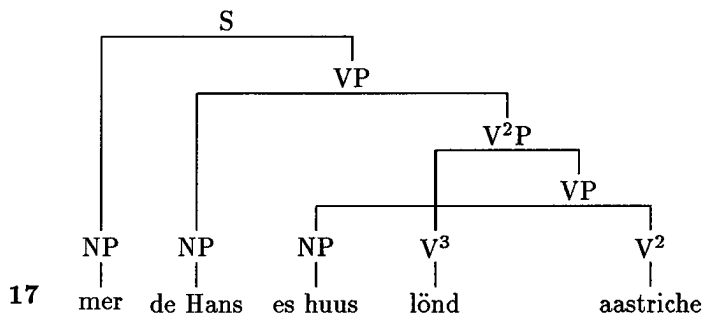 S
VP
V²P
VP
NP NP NP V³ V²
17 mer de Hans es huus lönd aastriche